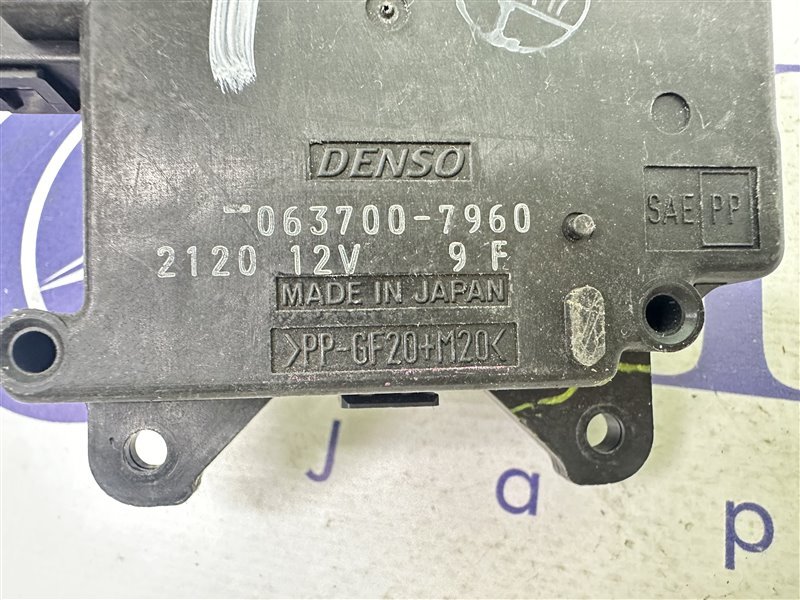 DENSO
063700-7960
2120 12V 9 F
SAE PP
MADE IN JAPAN
>PP-GF20+M20<
J
a
p